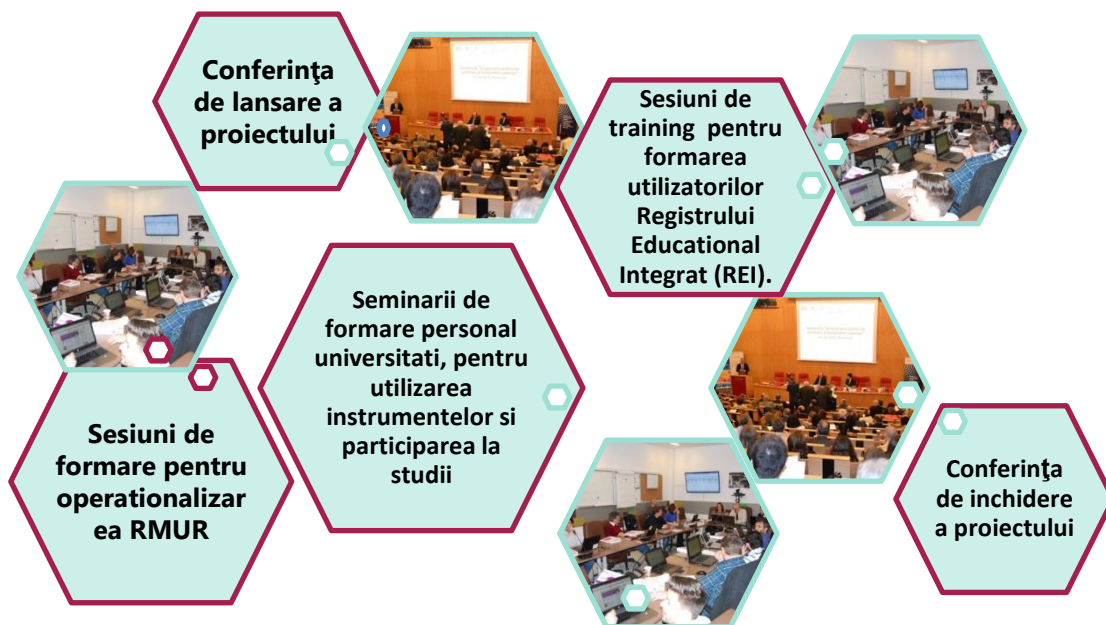 Conferinţa
de lansare a
proiectului
Sesiuni de
training pentru
formarea
utilizatorilor
Registrului
Educational
Integrat (REI).
Seminarii de
formare personal
universitati, pentru
utilizarea
instrumentelor si
participarea la
studii
Sesiuni de
formare pentru
operationalizar
ea RMUR
Conferinţa
de inchidere
a proiectului